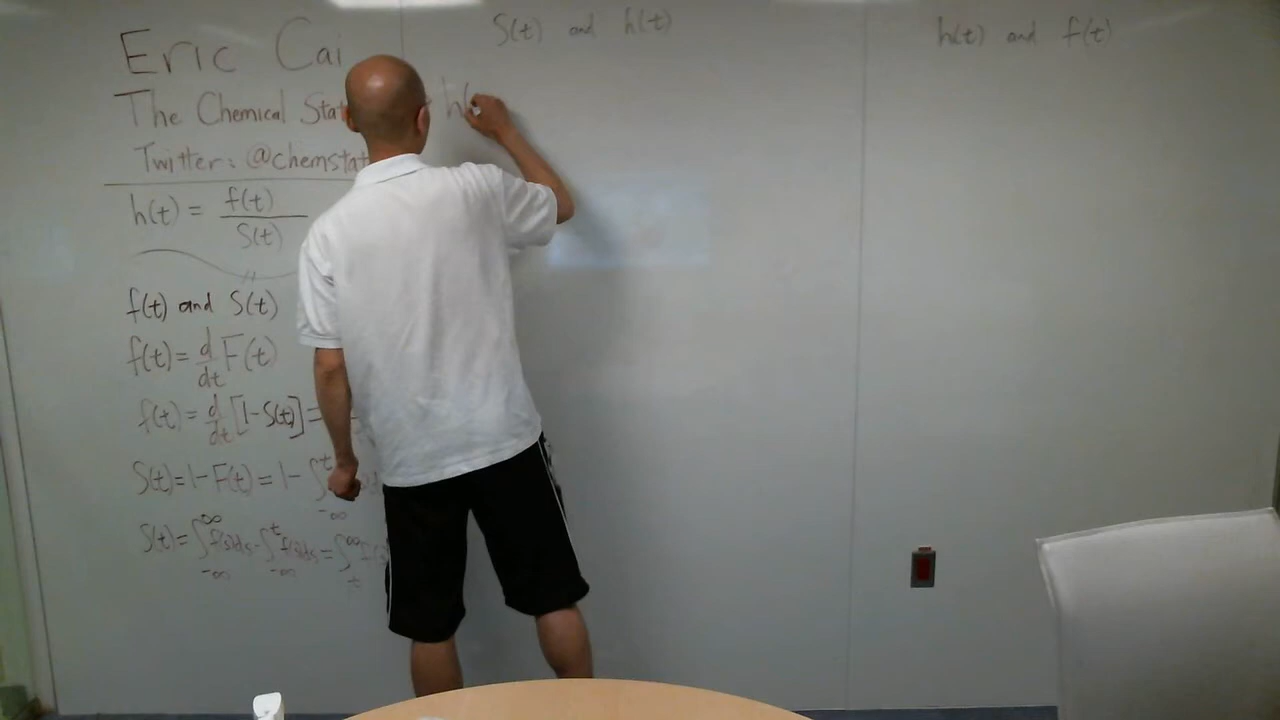 Eric Cai
The Chemical Stat
Twitter: @chemstat
h(t) = f(t) / S(t)
f(t) and S(t)
f(t) = d/dt F(t)
f(t) = d/dt [1-S(t)] =
S(t) = 1 - F(t) = 1 - ∫_{-∞}^{t}
S(t) = ∫_{-∞}^{∞} f(s)ds - ∫_{-∞}^{t} f(s)ds = ∫_{t}^{∞} f(s
S(t) and h(t)
h(
h(t) and f(t)